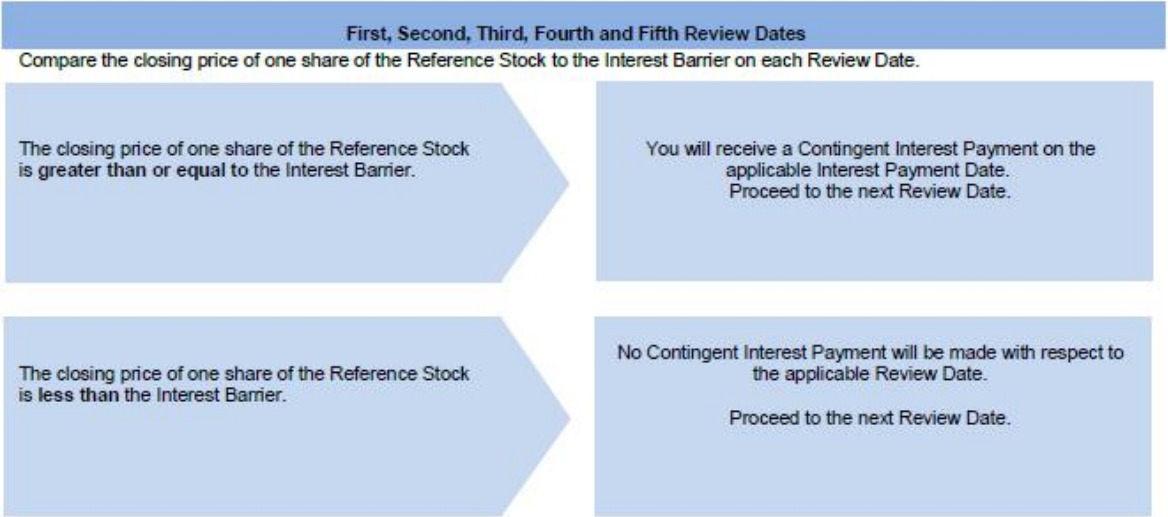 First, Second, Third, Fourth and Fifth Review Dates
Compare the closing price of one share of the Reference Stock to the Interest Barrier on each Review Date.
The closing price of one share of the Reference Stock
is greater than or equal to the Interest Barrier.
You will receive a Contingent Interest Payment on the
applicable Interest Payment Date.
Proceed to the next Review Date.
The closing price of one share of the Reference Stock
is less than the Interest Barrier.
No Contingent Interest Payment will be made with respect to
the applicable Review Date.
Proceed to the next Review Date.